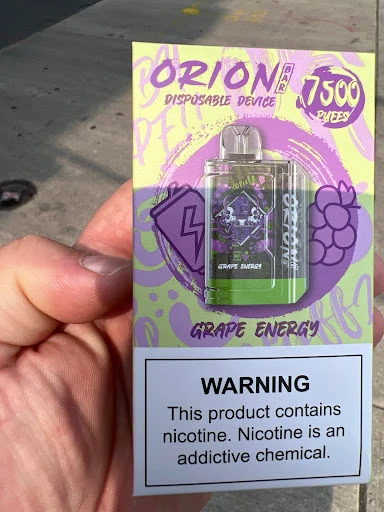 ORION BAR
DISPOSABLE DEVICE
7500
PUFFS
ORION
GRAPE ENERGY
GRAPE ENERGY
WARNING
This product contains
nicotine. Nicotine is an
addictive chemical.